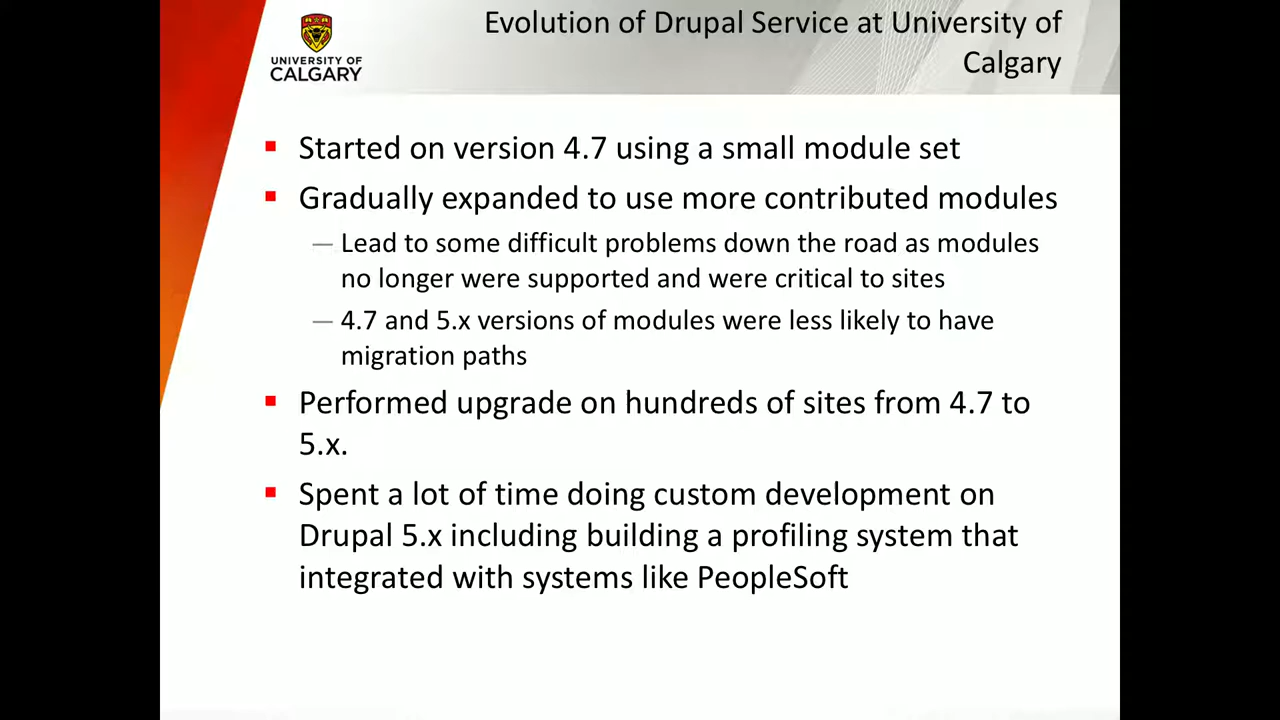 Evolution of Drupal Service at University of
Calgary
UNIVERSITY OF
CALGARY
▪ Started on version 4.7 using a small module set
▪ Gradually expanded to use more contributed modules
— Lead to some difficult problems down the road as modules
no longer were supported and were critical to sites
— 4.7 and 5.x versions of modules were less likely to have
migration paths
▪ Performed upgrade on hundreds of sites from 4.7 to
5.x.
▪ Spent a lot of time doing custom development on
Drupal 5.x including building a profiling system that
integrated with systems like PeopleSoft